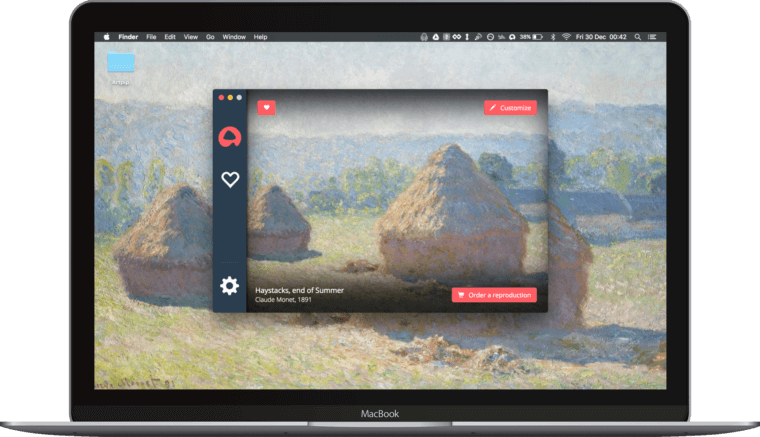 Finder File Edit View Go Window Help 38% Fri 30 Dec 00:42
Artpip
Customize
Haystacks, end of Summer
Claude Monet, 1891
Order a reproduction
MacBook